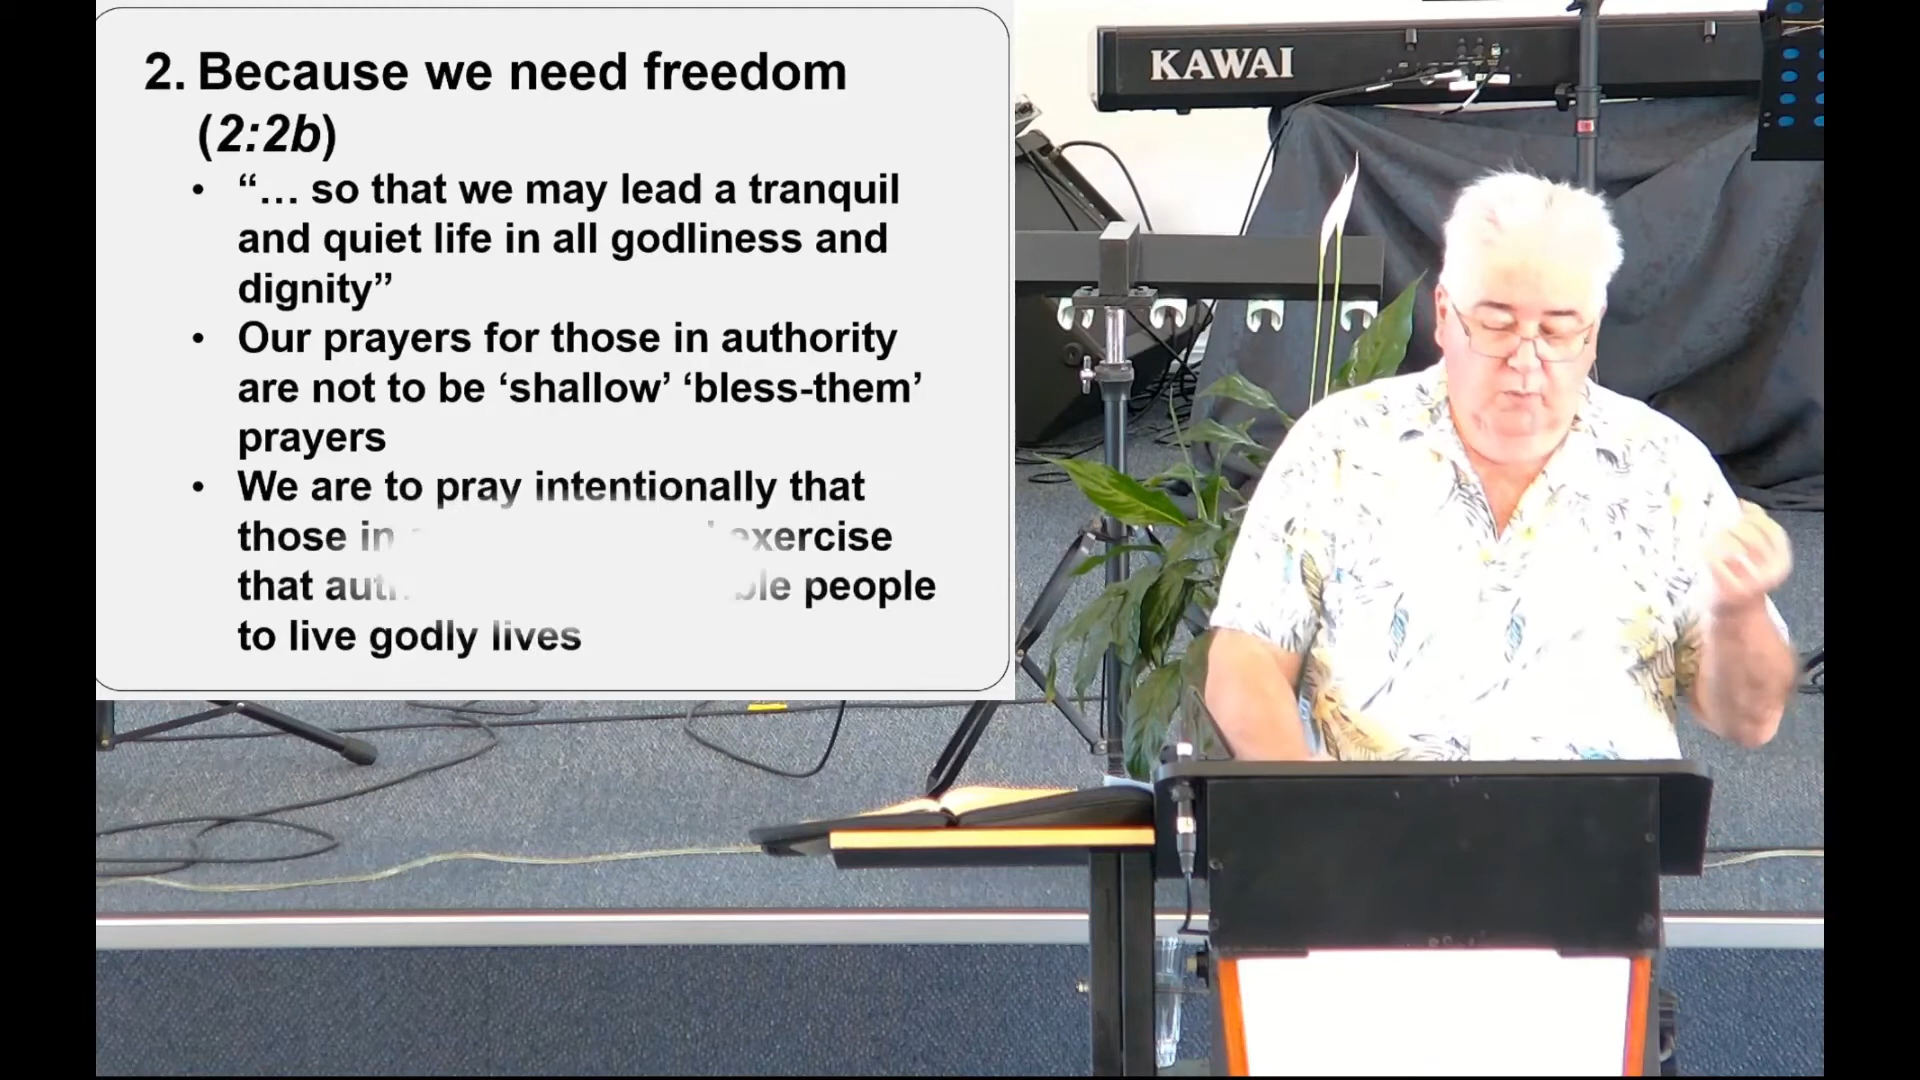 2. Because we need freedom
(2:2b)
• “… so that we may lead a tranquil
and quiet life in all godliness and
dignity”
• Our prayers for those in authority
are not to be ‘shallow’ ‘bless-them’
prayers
• We are to pray intentionally that
those in exercise
that people
to live godly lives
KAWAI